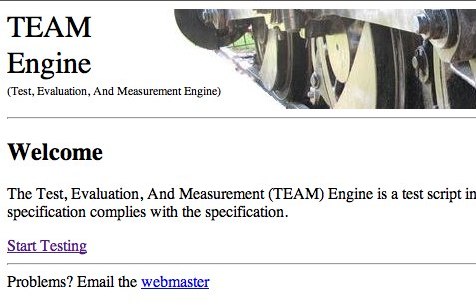 TEAM
Engine
(Test, Evaluation, And Measurement Engine)
Welcome
The Test, Evaluation, And Measurement (TEAM) Engine is a test script in
specification complies with the specification.
Start Testing
Problems? Email the webmaster